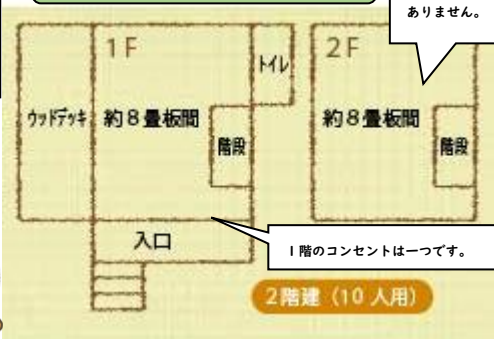 ありません。
1F
トイレ
2F
ウッドデッキ
約8畳板間
階段
約8畳板間
階段
入口
1階のコンセントは一つです。
2階建(10人用)